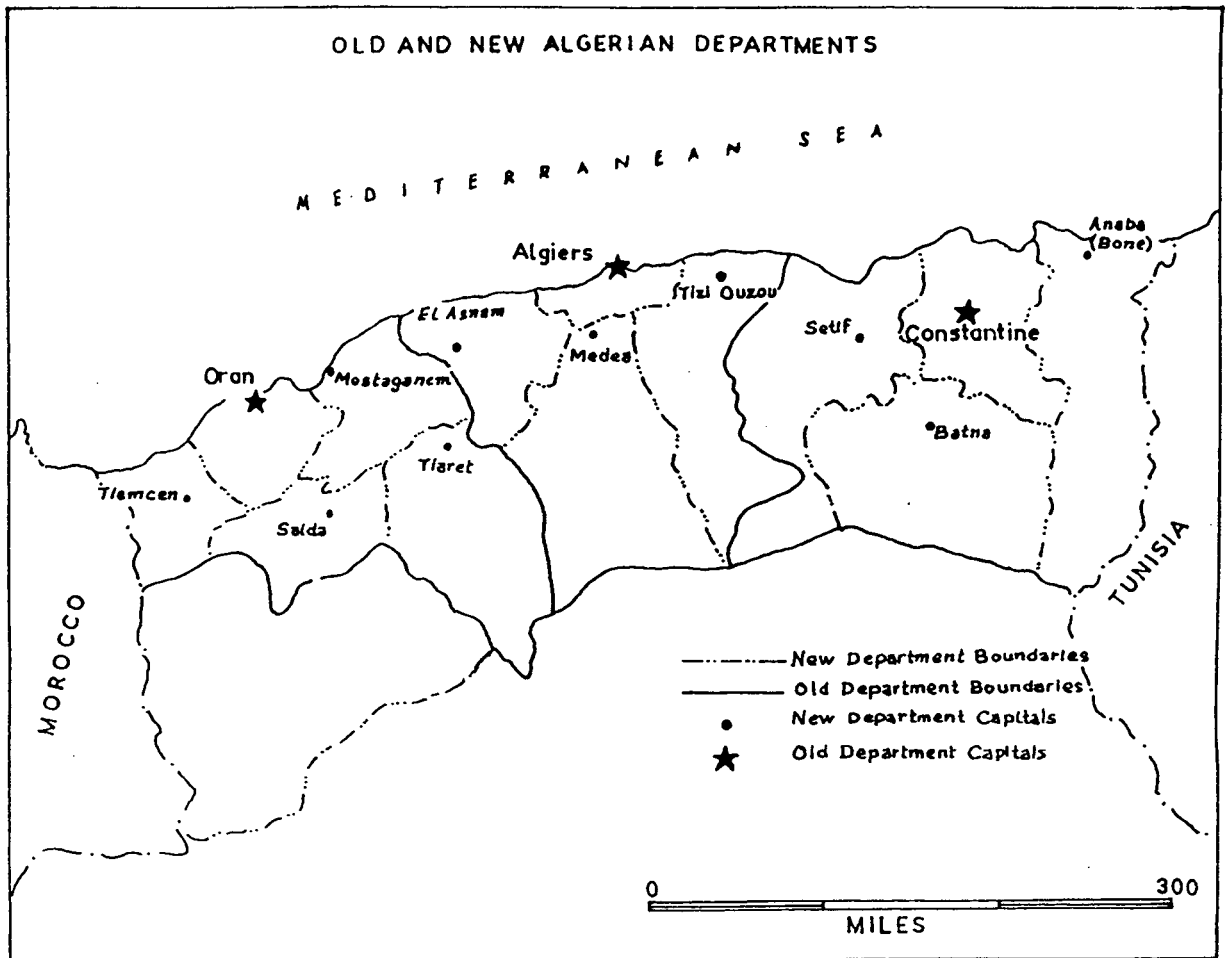 OLD AND NEW ALGERIAN DEPARTMENTS
MEDITERRANEAN SEA
Anaba
(Bone)
Algiers
Tizi Ouzou
El Asnam
Setif
Constantine
Medea
Oran
Mostaganem
Batna
Tiaret
Tlemcen
Saida
TUNISIA
MOROCCO
New Department Boundaries
Old Department Boundaries
New Department Capitals
Old Department Capitals
0 300
MILES